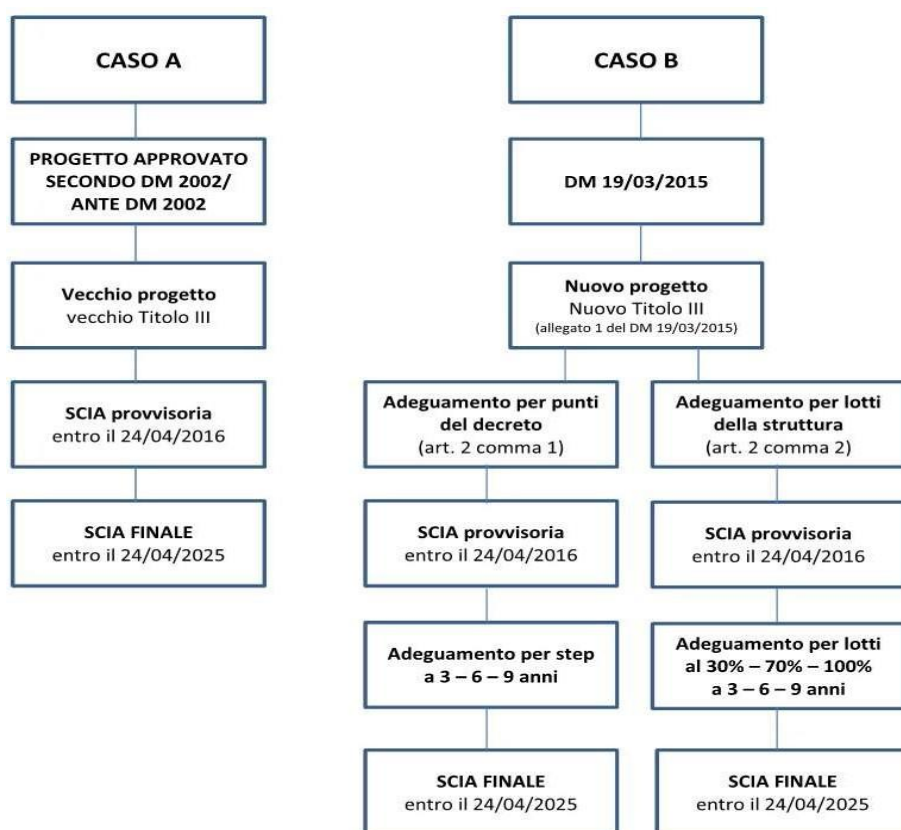 CASO A
PROGETTO APPROVATO
SECONDO DM 2002/
ANTE DM 2002
Vecchio progetto
vecchio Titolo III
SCIA provvisoria
entro il 24/04/2016
SCIA FINALE
entro il 24/04/2025
CASO B
DM 19/03/2015
Nuovo progetto
Nuovo Titolo III
(allegato 1 del DM 19/03/2015)
Adeguamento per punti
del decreto
(art. 2 comma 1)
SCIA provvisoria
entro il 24/04/2016
Adeguamento per step
a 3 – 6 – 9 anni
SCIA FINALE
entro il 24/04/2025
Adeguamento per lotti
della struttura
(art. 2 comma 2)
SCIA provvisoria
entro il 24/04/2016
Adeguamento per lotti
al 30% – 70% – 100%
a 3 – 6 – 9 anni
SCIA FINALE
entro il 24/04/2025